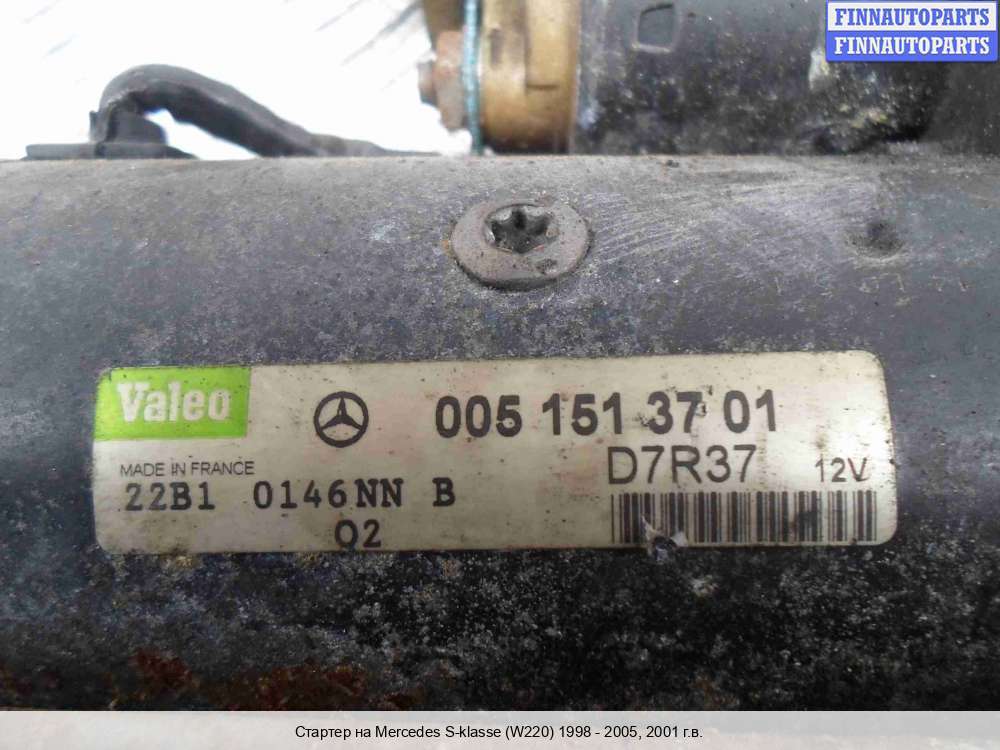 FINNAUTOPARTS
FINNAUTOPARTS
Valeo
005 151 37 01
MADE IN FRANCE
D7R37 12V
22B1 0146NN B
02
Стартер на Mercedes S-klasse (W220) 1998 - 2005, 2001 г.в.